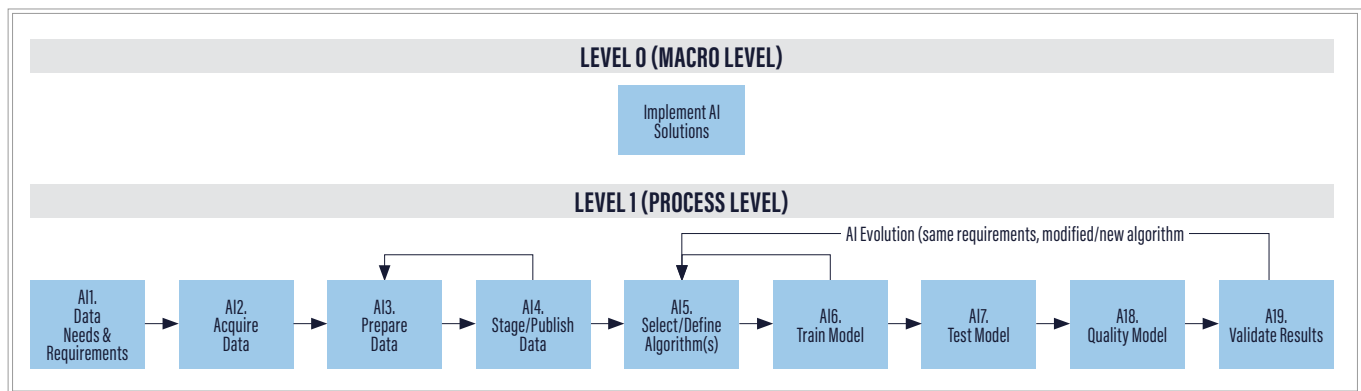 LEVEL 0 (MACRO LEVEL)
Implement AI
Solutions
LEVEL 1 (PROCESS LEVEL)
AI Evolution (same requirements, modified/new algorithm
AI1.
Data
Needs &
Requirements
AI2.
Acquire
Data
AI3.
Prepare
Data
AI4.
Stage/Publish
Data
AI5.
Select/Define
Algorithm(s)
AI6.
Train Model
AI7.
Test Model
A18.
Quality Model
A19.
Validate Results